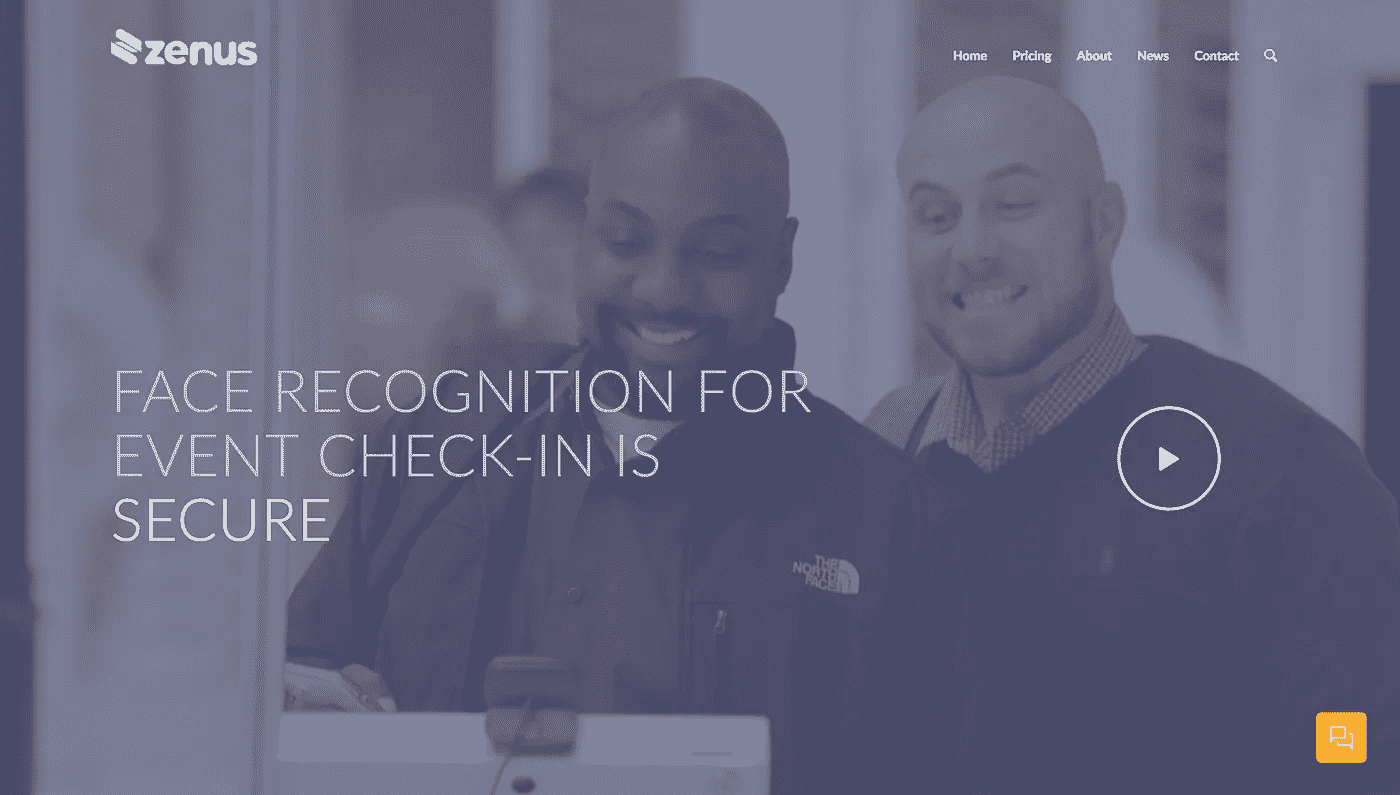 zenus
Home Pricing About News Contact
FACE RECOGNITION FOR
EVENT CHECK-IN IS
SECURE
THE
NORTH
FACE